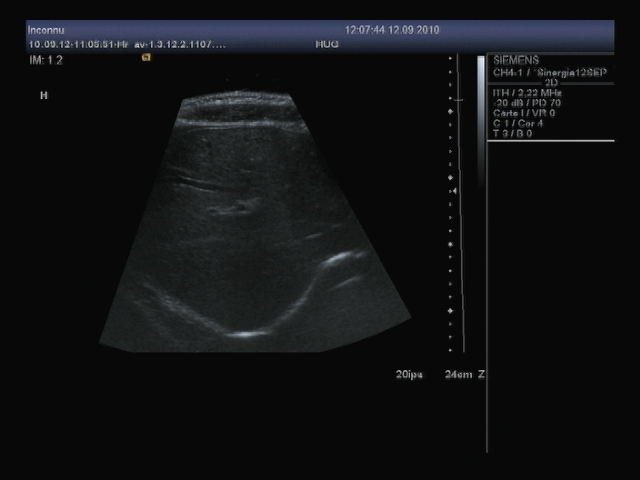 Inconnu
12:07:44 12.09.2010
10.09.12-11:05:51-Hr av-1.3.12.2.1107....
HUG
IM: 1.2
H
SIEMENS
CH4-1 / *Sinergia12SEP
2D
ITH / 2,22 MHz
-20 dB / PD 70
Carte I / VR 0
C 1 / Cor 4
T 3 / B 0
20ips
24cm
Z